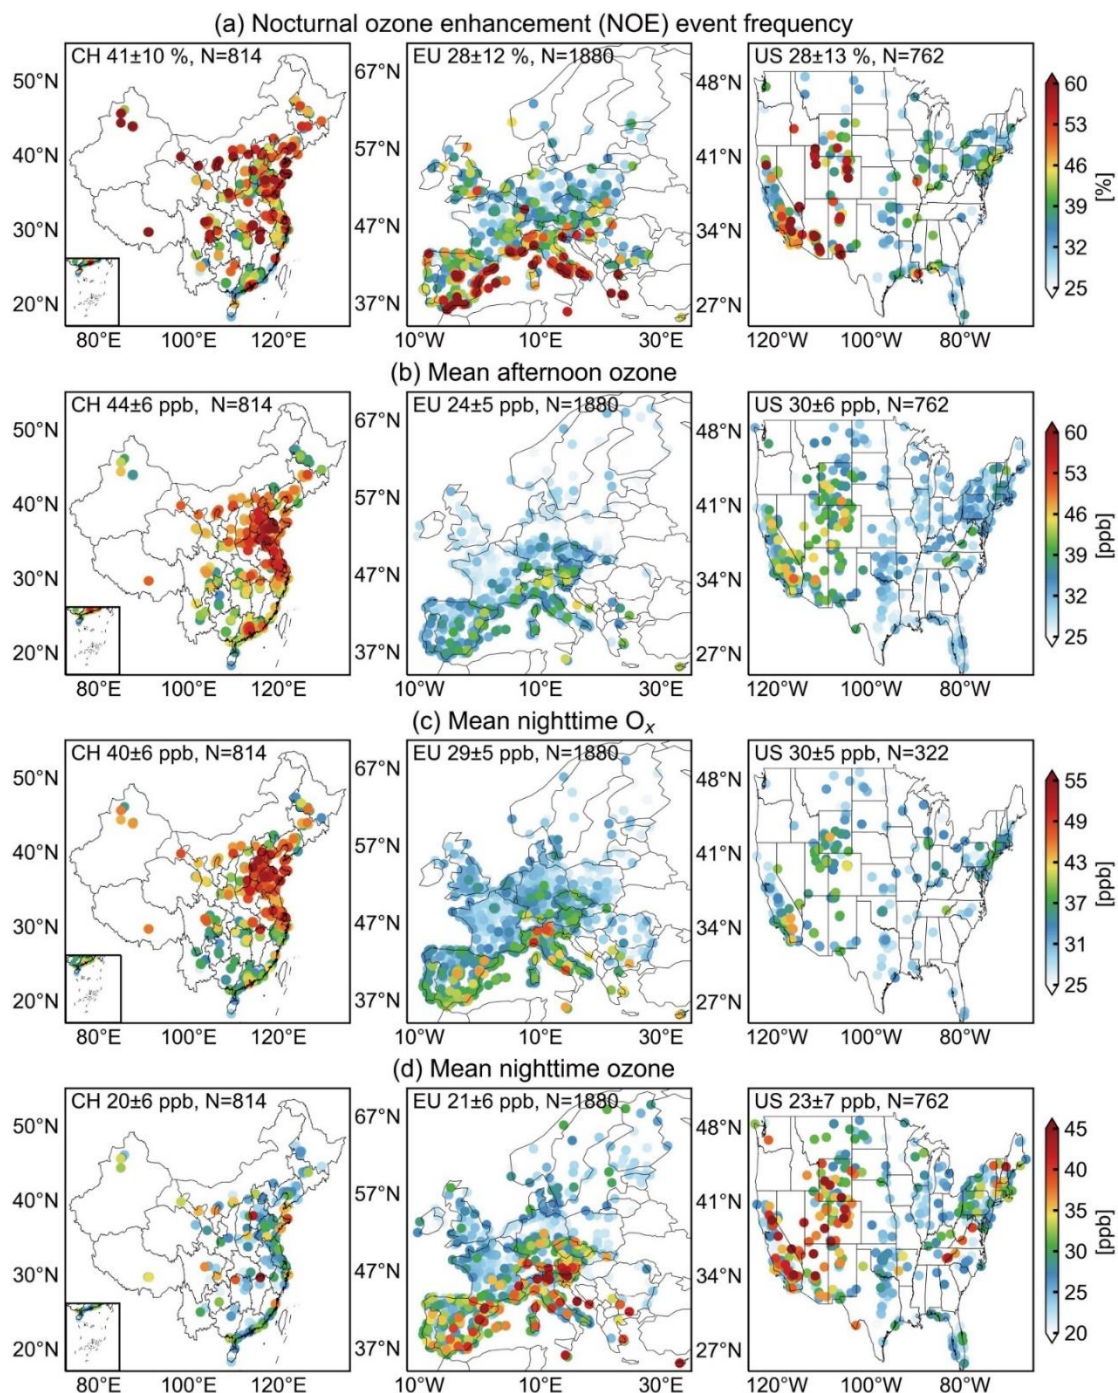 (a) Nocturnal ozone enhancement (NOE) event frequency
CH 41±10 %, N=814
EU 28±12 %, N=1880
US 28±13 %, N=762
50°N
40°N
30°N
20°N
80°E 100°E 120°E
67°N
57°N
47°N
37°N
10°W 10°E 30°E
48°N
41°N
34°N
27°N
120°W 100°W 80°W
60
53
46
39
32
25
[%]
(b) Mean afternoon ozone
CH 44±6 ppb, N=814
EU 24±5 ppb, N=1880
US 30±6 ppb, N=762
50°N
40°N
30°N
20°N
80°E 100°E 120°E
67°N
57°N
47°N
37°N
10°W 10°E 30°E
48°N
41°N
34°N
27°N
120°W 100°W 80°W
60
53
46
39
32
25
[ppb]
(c) Mean nighttime Oₓ
CH 40±6 ppb, N=814
EU 29±5 ppb, N=1880
US 30±5 ppb, N=322
50°N
40°N
30°N
20°N
80°E 100°E 120°E
67°N
57°N
47°N
37°N
10°W 10°E 30°E
48°N
41°N
34°N
27°N
120°W 100°W 80°W
55
49
43
37
31
25
[ppb]
(d) Mean nighttime ozone
CH 20±6 ppb, N=814
EU 21±6 ppb, N=1880
US 23±7 ppb, N=762
50°N
40°N
30°N
20°N
80°E 100°E 120°E
67°N
57°N
47°N
37°N
10°W 10°E 30°E
48°N
41°N
34°N
27°N
120°W 100°W 80°W
45
40
35
30
25
20
[ppb]